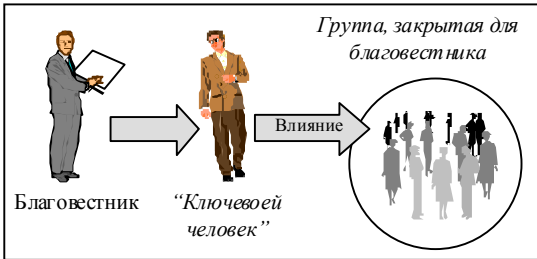 Группа, закрытая для
благовестника
Влияние
Благовестник
“Ключевоей
человек”